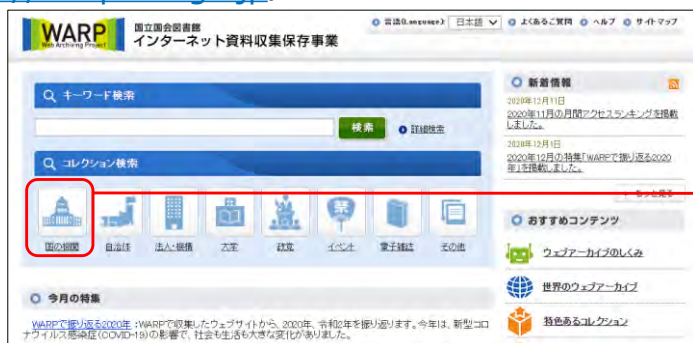 WARP
Web Archiving Project
国立国会図書館
インターネット資料収集保存事業
言語(Language): 日本語
よくあるご質問
ヘルプ
サイトマップ
キーワード検索
検索
詳細検索
コレクション検索
国の機関
自治体
法人・機構
大学
政党
イベント
電子雑誌
その他
今月の特集
WARPで振り返る2020年:WARPで収集したウェブサイトから、2020年、令和2年を振り返ります。今年は、新型コロ
ナウイルス感染症(COVID-19)の影響で、社会も生活も大きな変化がありました。
新着情報
2020年12月11日
2020年11月の月間アクセスランキングを掲載
しました。
2020年12月1日
2020年12月の特集「WARPで振り返る2020
年」を掲載しました。
もっと見る
おすすめコンテンツ
ウェブアーカイブのしくみ
世界のウェブアーカイブ
特色あるコレクション